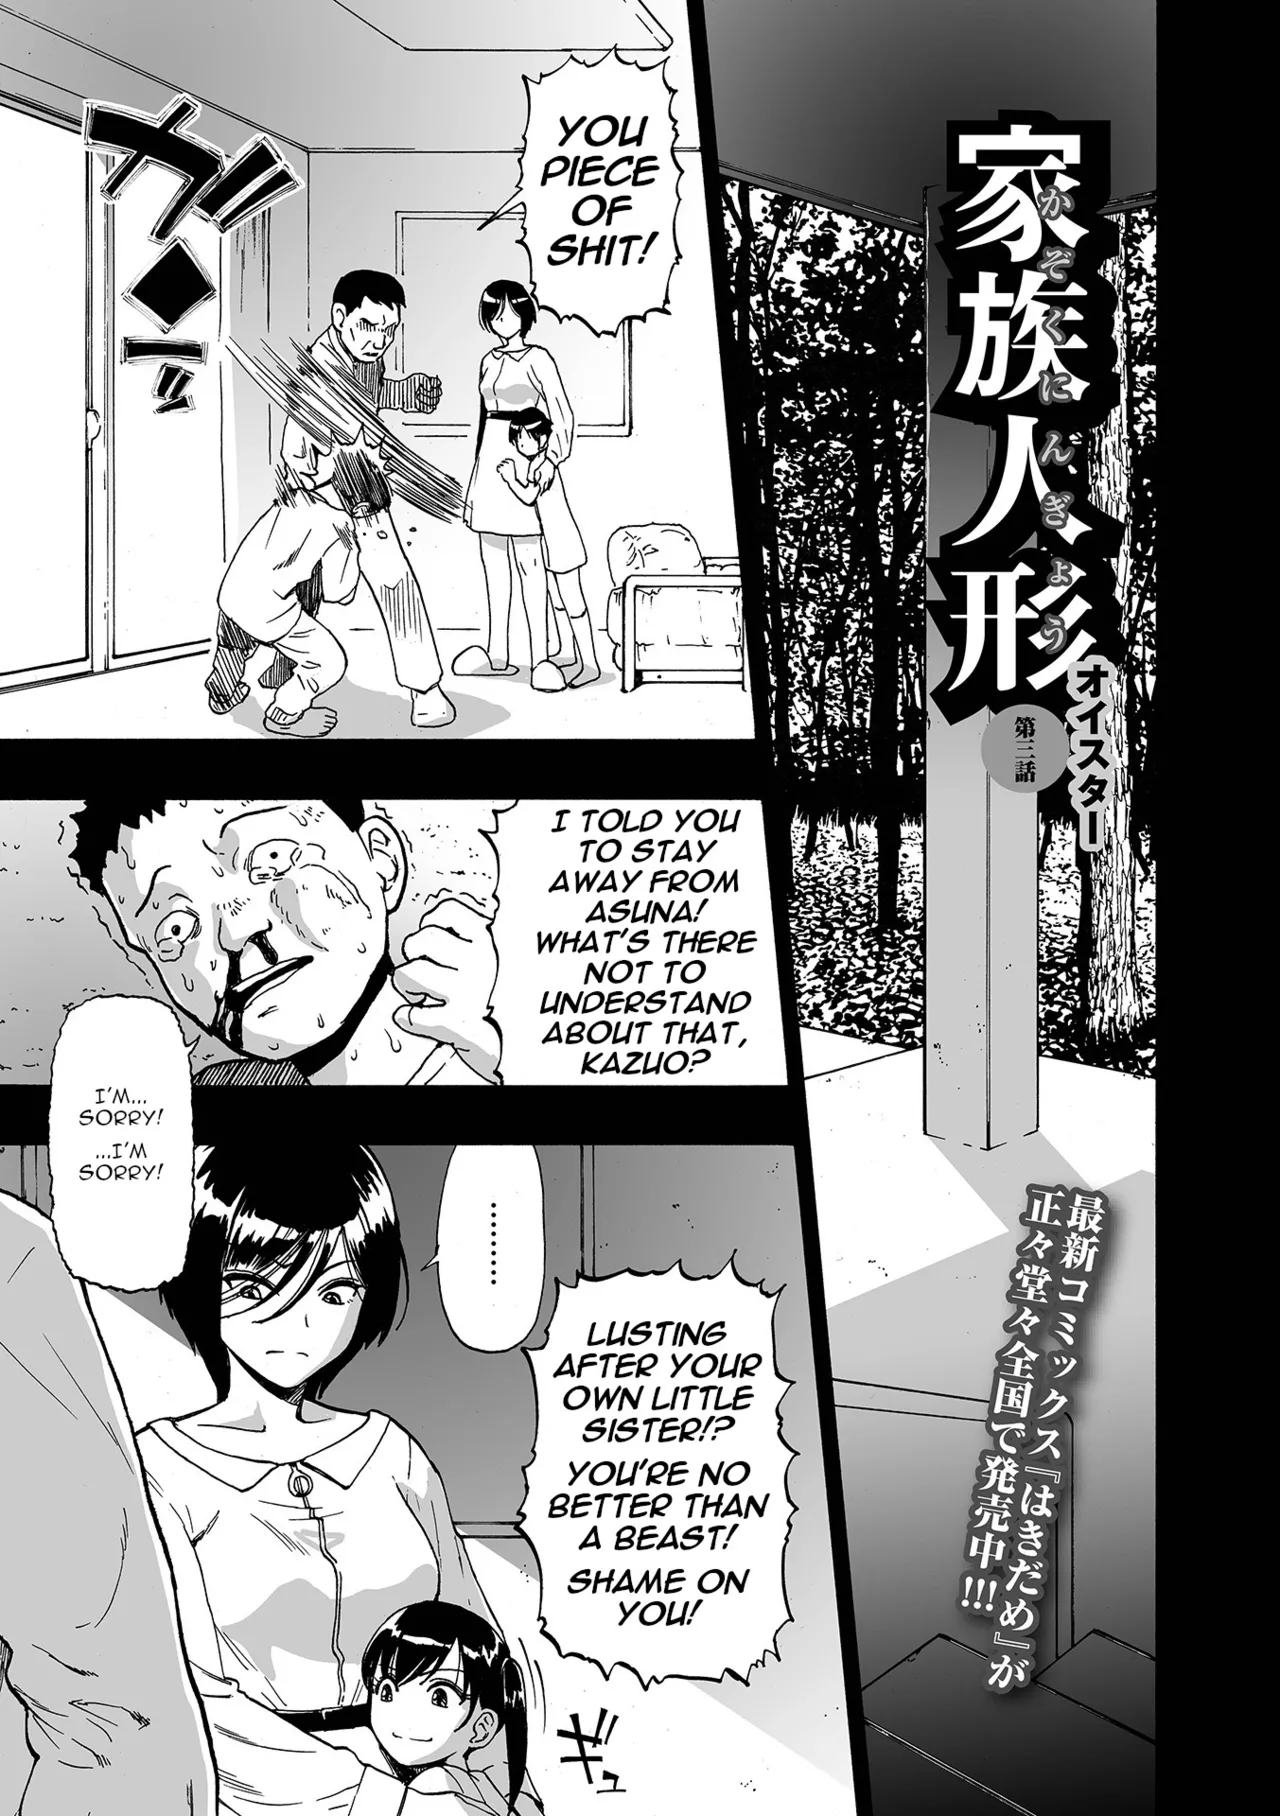 家族人形
かぞくにんぎょう
オイスター
第三話
最新コミックス『はきだめ』が
正々堂々全国で発売中!!!
YOU
PIECE
OF
SHIT!
ガッ
I TOLD YOU
TO STAY
AWAY FROM
ASUNA!
WHAT'S THERE
NOT TO
UNDERSTAND
ABOUT THAT,
KAZUO?
I'M...
SORRY!
...I'M
SORRY!
.........
LUSTING
AFTER YOUR
OWN LITTLE
SISTER!?
YOU'RE NO
BETTER THAN
A BEAST!
SHAME ON
YOU!
ギュ